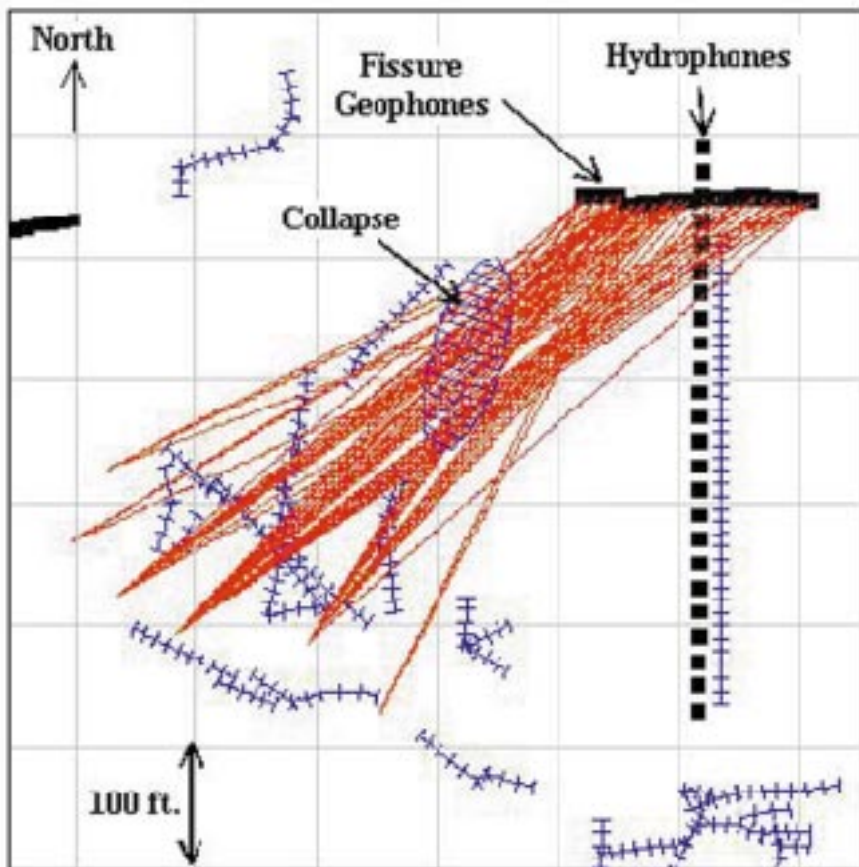 North
Fissure
Geophones
Hydrophones
Collapse
100 ft.